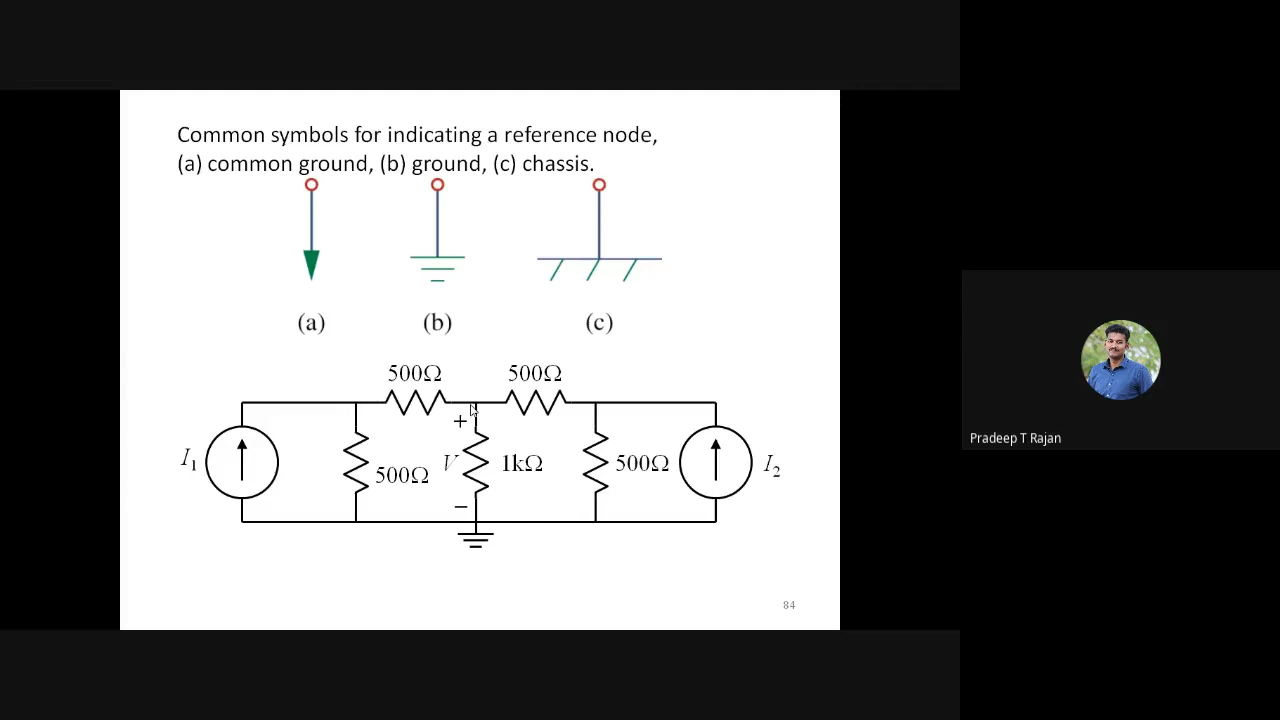 Common symbols for indicating a reference node,
(a) common ground, (b) ground, (c) chassis.
(a) (b) (c)
500Ω 500Ω
+
I₁ 500Ω V 1kΩ 500Ω I₂
−
84
Pradeep T Rajan